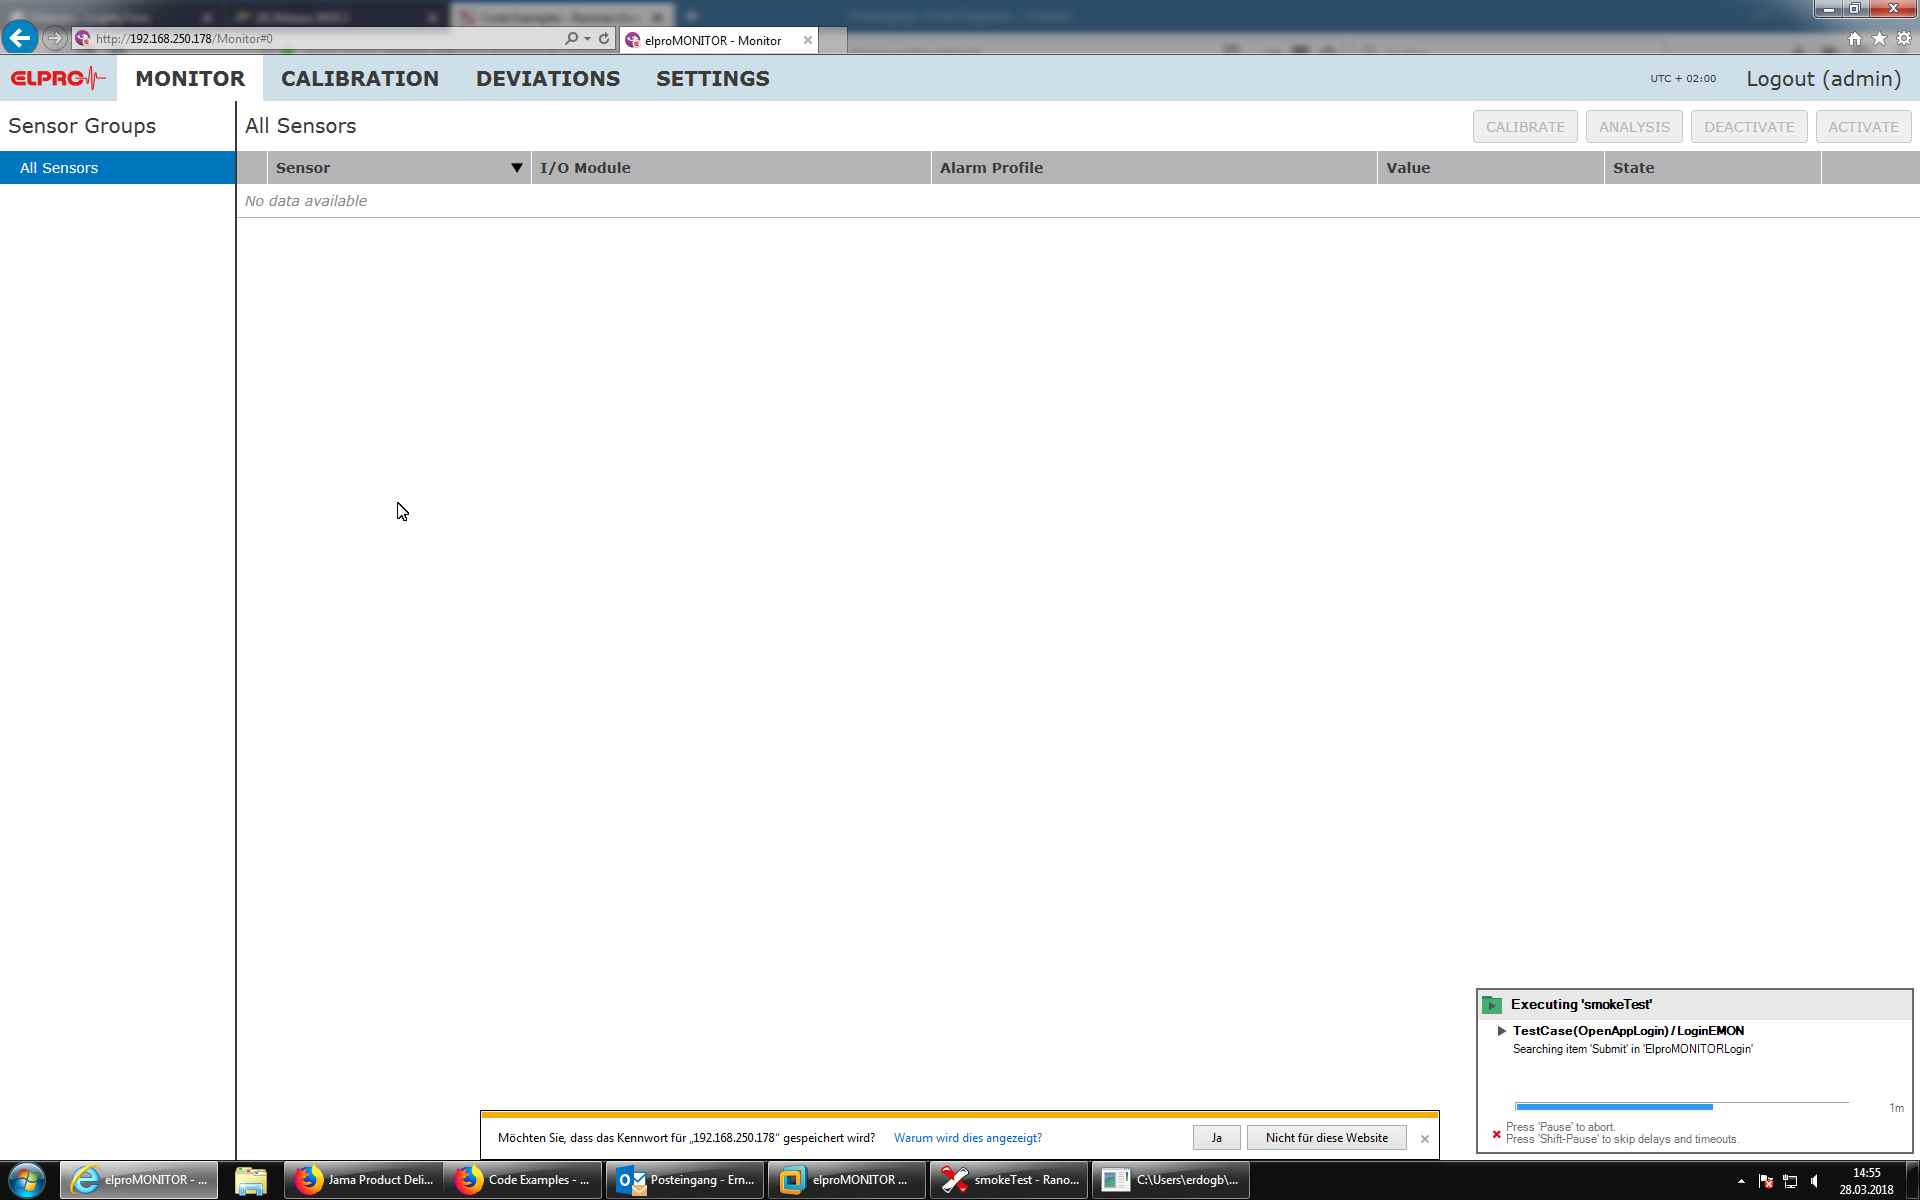 http://192.168.250.178/Monitor#0
elproMONITOR - Monitor
ELPRO
MONITOR
CALIBRATION
DEVIATIONS
SETTINGS
UTC + 02:00
Logout (admin)
Sensor Groups
All Sensors
CALIBRATE
ANALYSIS
DEACTIVATE
ACTIVATE
All Sensors
Sensor
I/O Module
Alarm Profile
Value
State
No data available
Executing 'smokeTest'
TestCase(OpenAppLogin) / LoginEMON
Searching item 'Submit' in 'ElproMONITORLogin'
1m
Press 'Pause' to abort.
Press 'Shift-Pause' to skip delays and timeouts.
Möchten Sie, dass das Kennwort für „192.168.250.178“ gespeichert wird?
Warum wird dies angezeigt?
Ja
Nicht für diese Website
elproMONITOR - ...
Jama Product Deli...
Code Examples - ...
Posteingang - Ern...
elproMONITOR ...
smokeTest - Rano...
C:\Users\erdogb\...
14:55
28.03.2018